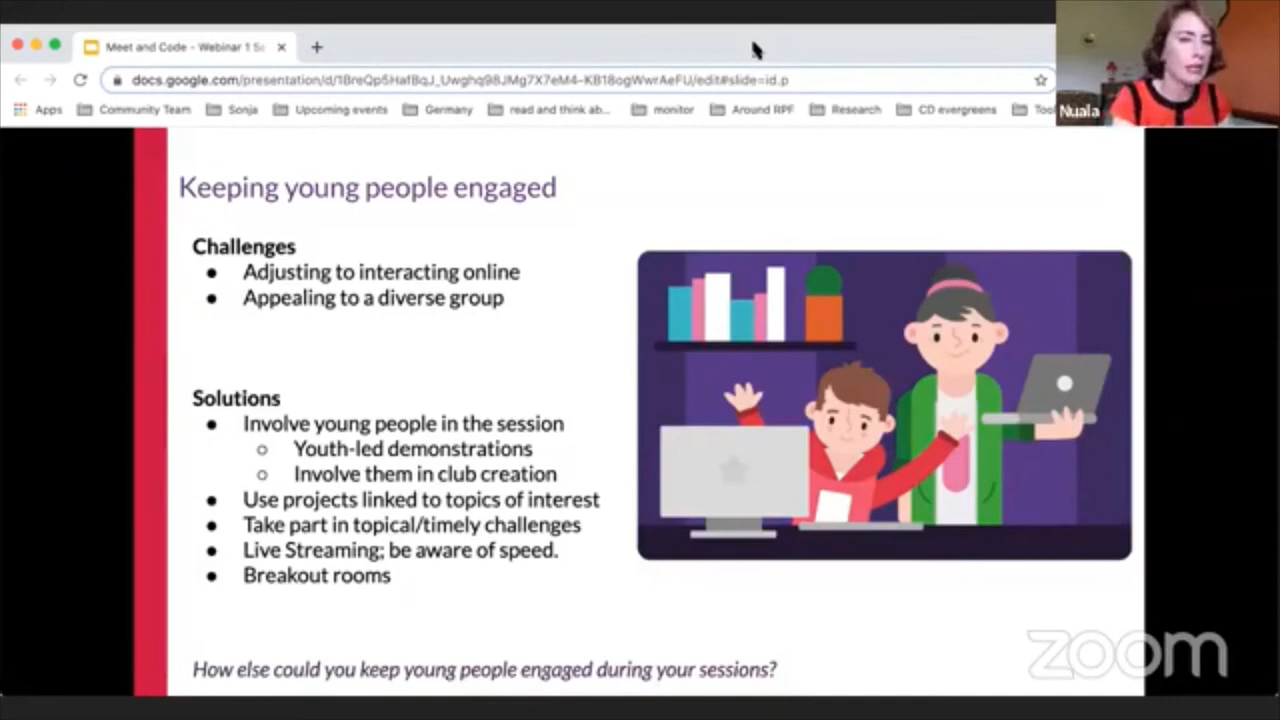 Meet and Code - Webinar 1 S
docs.google.com/presentation/d/1BreQp5HafBqJ_Uwghq98JMg7X7eM4-KB18ogWwrAeFU/edit#slide=id.p
Apps Community Team Sonja Upcoming events Germany read and think ab... monitor Around RPF Research CD evergreens Too
Nuala
Keeping young people engaged
Challenges
● Adjusting to interacting online
● Appealing to a diverse group
Solutions
● Involve young people in the session
○ Youth-led demonstrations
○ Involve them in club creation
● Use projects linked to topics of interest
● Take part in topical/timely challenges
● Live Streaming; be aware of speed.
● Breakout rooms
How else could you keep young people engaged during your sessions?
zoom